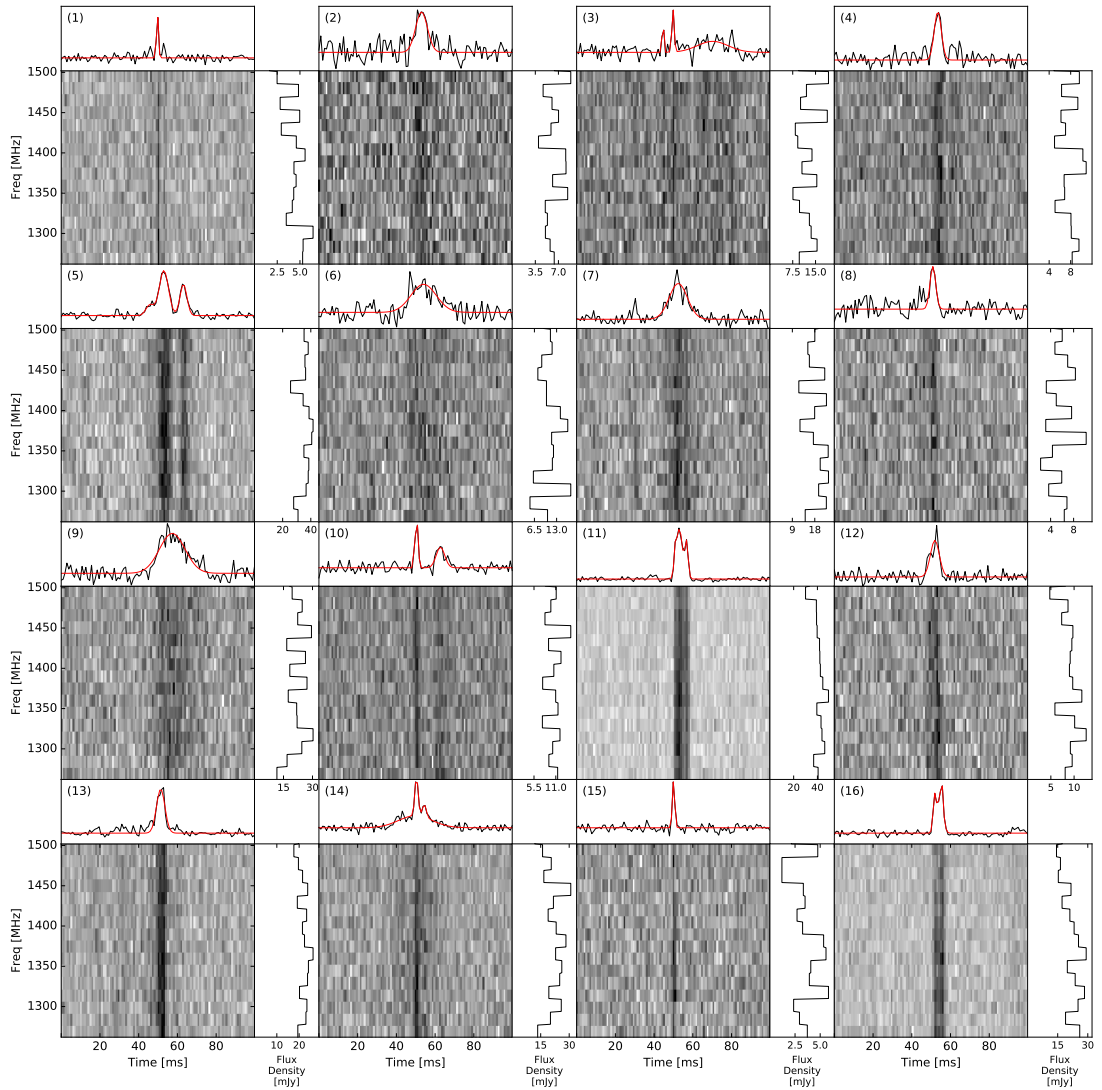 (1) (2) (3) (4)
1500
1450
1400
1350
1300
Freq [MHz]
2.5 5.0 3.5 7.0 7.5 15.0 4 8
(5) (6) (7) (8)
1500
1450
1400
1350
1300
Freq [MHz]
20 40 6.5 13.0 9 18 4 8
(9) (10) (11) (12)
1500
1450
1400
1350
1300
Freq [MHz]
15 30 5.5 11.0 20 40 5 10
(13) (14) (15) (16)
1500
1450
1400
1350
1300
Freq [MHz]
20 40 60 80 10 20 20 40 60 80 15 30 20 40 60 80 2.5 5.0 20 40 60 80 15 30
Time [ms] Flux Time [ms] Flux Time [ms] Flux Time [ms] Flux
Density Density Density Density
[mJy] [mJy] [mJy] [mJy]